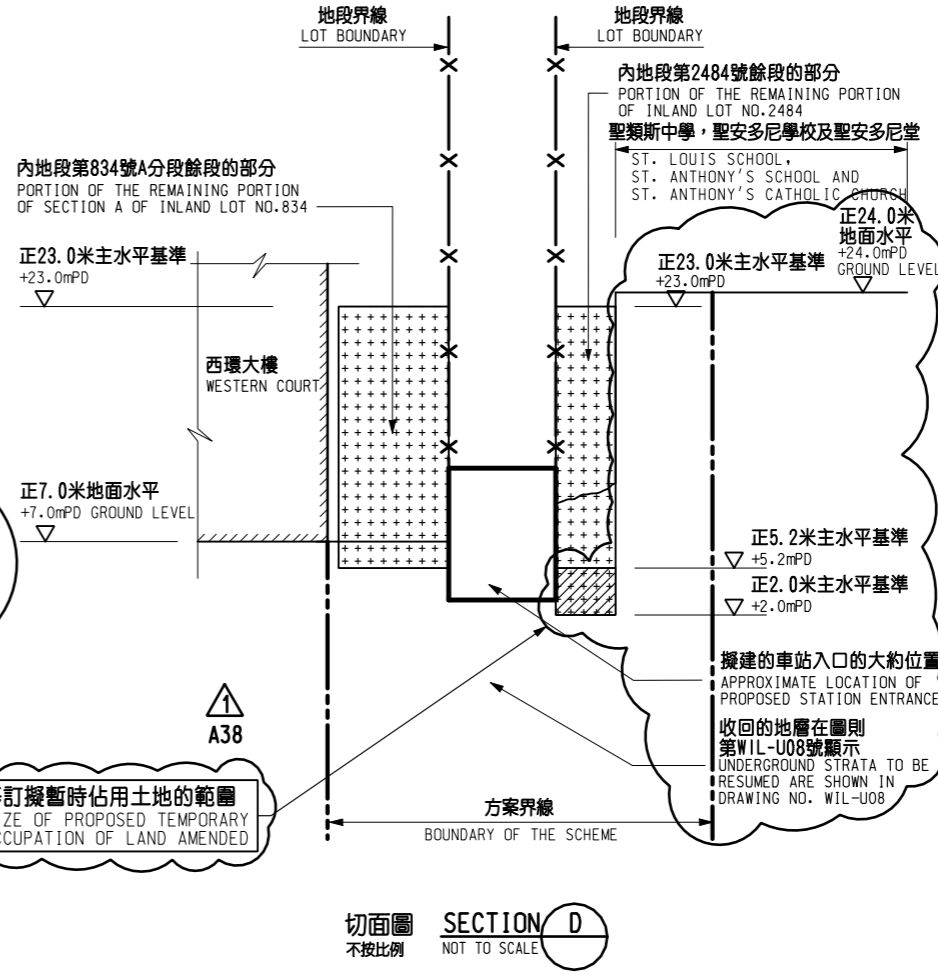 地段界線
LOT BOUNDARY
地段界線
LOT BOUNDARY
內地段第2484號餘段的部分
PORTION OF THE REMAINING PORTION
OF INLAND LOT NO.2484
聖類斯中學，聖安多尼學校及聖安多尼堂
ST. LOUIS SCHOOL,
ST. ANTHONY'S SCHOOL AND
ST. ANTHONY'S CATHOLIC CHURCH
內地段第834號A分段餘段的部分
PORTION OF THE REMAINING PORTION
OF SECTION A OF INLAND LOT NO.834
正23.0米主水平基準
+23.0mPD
正23.0米主水平基準
+23.0mPD
正24.0米
地面水平
+24.0mPD
GROUND LEVEL
西環大樓
WESTERN COURT
正7.0米地面水平
+7.0mPD GROUND LEVEL
正5.2米主水平基準
+5.2mPD
正2.0米主水平基準
+2.0mPD
擬建的車站入口的大約位置
APPROXIMATE LOCATION OF
PROPOSED STATION ENTRANCE
收回的地層在圖則
第WIL-U08號顯示
UNDERGROUND STRATA TO BE
RESUMED ARE SHOWN IN
DRAWING NO. WIL-U08
1
A38
訂擬暫時佔用土地的範圍
ZE OF PROPOSED TEMPORARY
CCUPATION OF LAND AMENDED
方案界線
BOUNDARY OF THE SCHEME
切面圖 SECTION D
不按比例 NOT TO SCALE